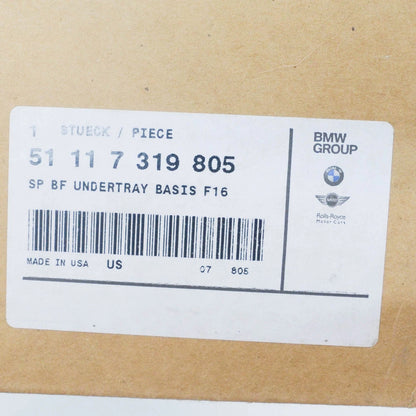 1 STUECK / PIECE
51 11 7 319 805
SP BF UNDERTRAY BASIS F16
MADE IN USA US 07 805
BMW
GROUP
Rolls-Royce
Motor Cars